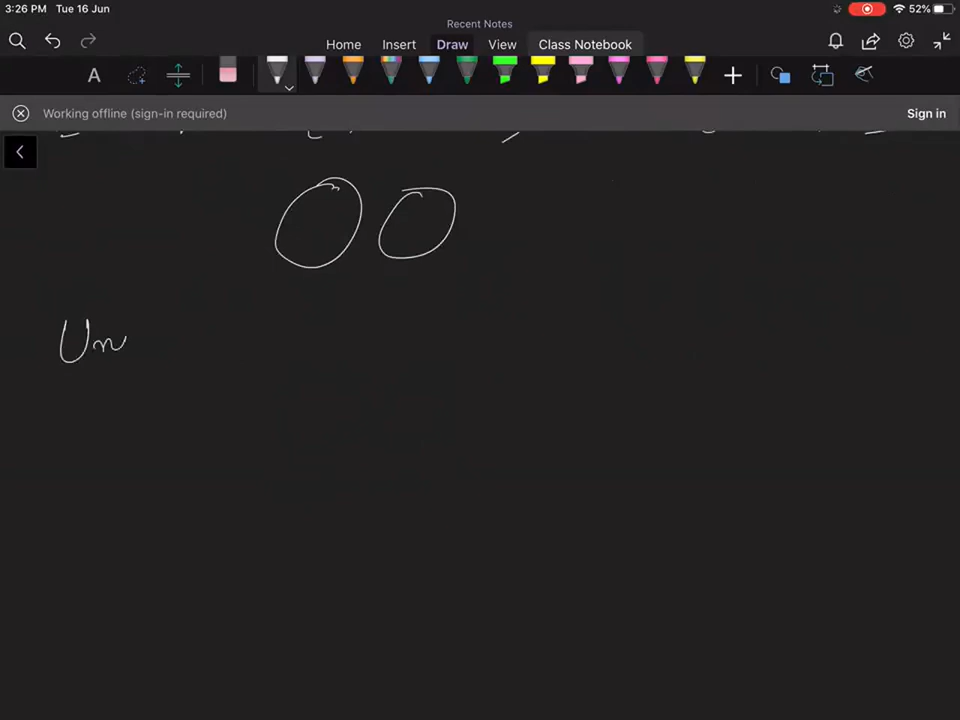 3:26 PM Tue 16 Jun 52%
Recent Notes
Home Insert Draw View Class Notebook
A
Working offline (sign-in required) Sign in
Un